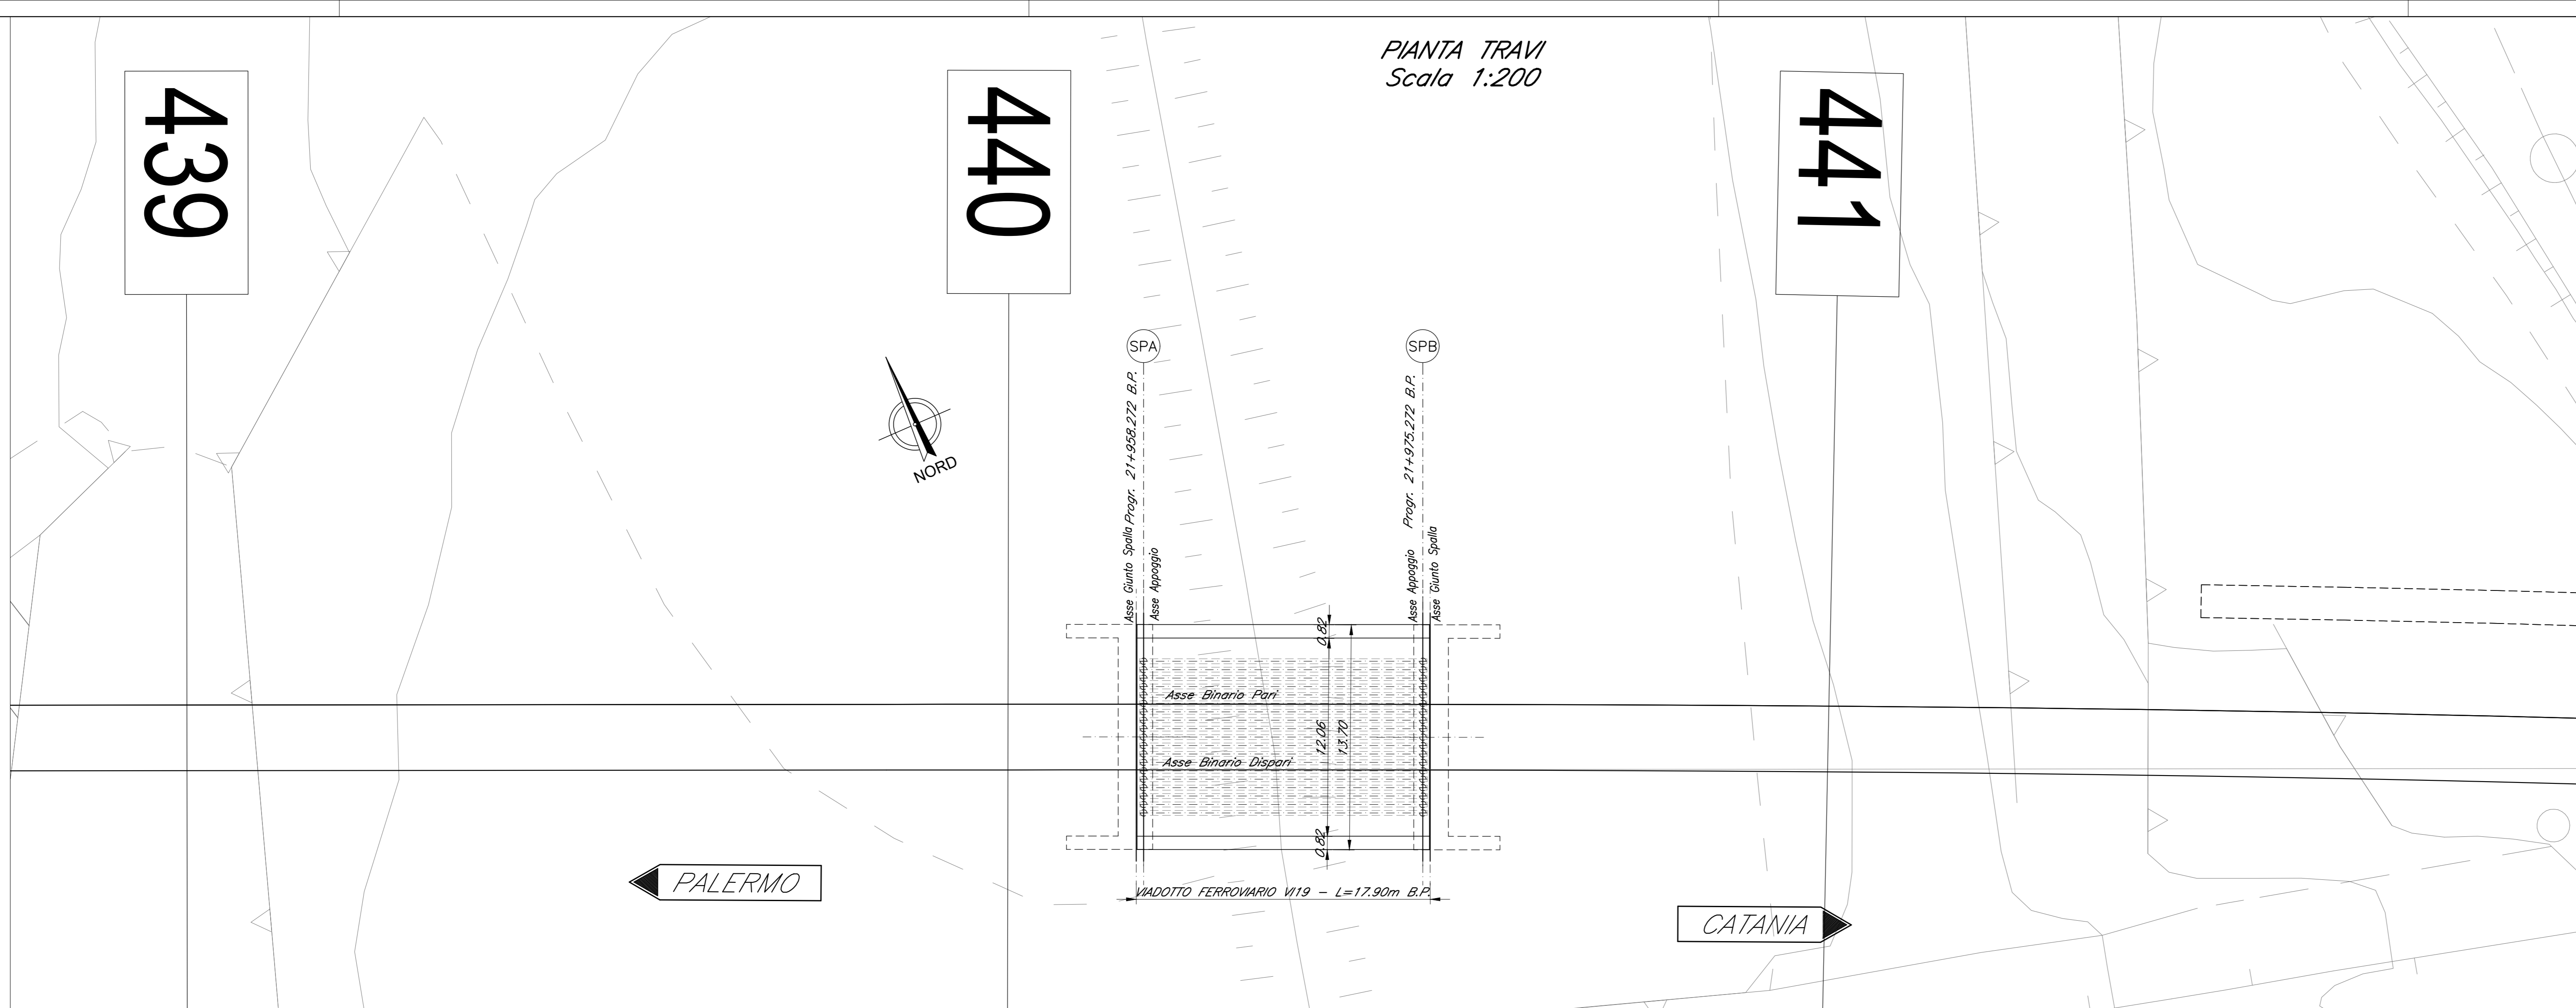 PIANTA TRAVI
Scala 1:200
439
440
441
SPA
SPB
Progr. 21+958.272 B.P.
Asse Giunto Spalla
Asse Appoggio
Progr. 21+975.272 B.P.
Asse Appoggio
Asse Giunto Spalla
NORD
0.82
Asse Binario Pari
12.06
13.70
Asse Binario Dispari
0.82
PALERMO
VIADOTTO FERROVIARIO VI19 - L=17.90m B.P.
CATANIA